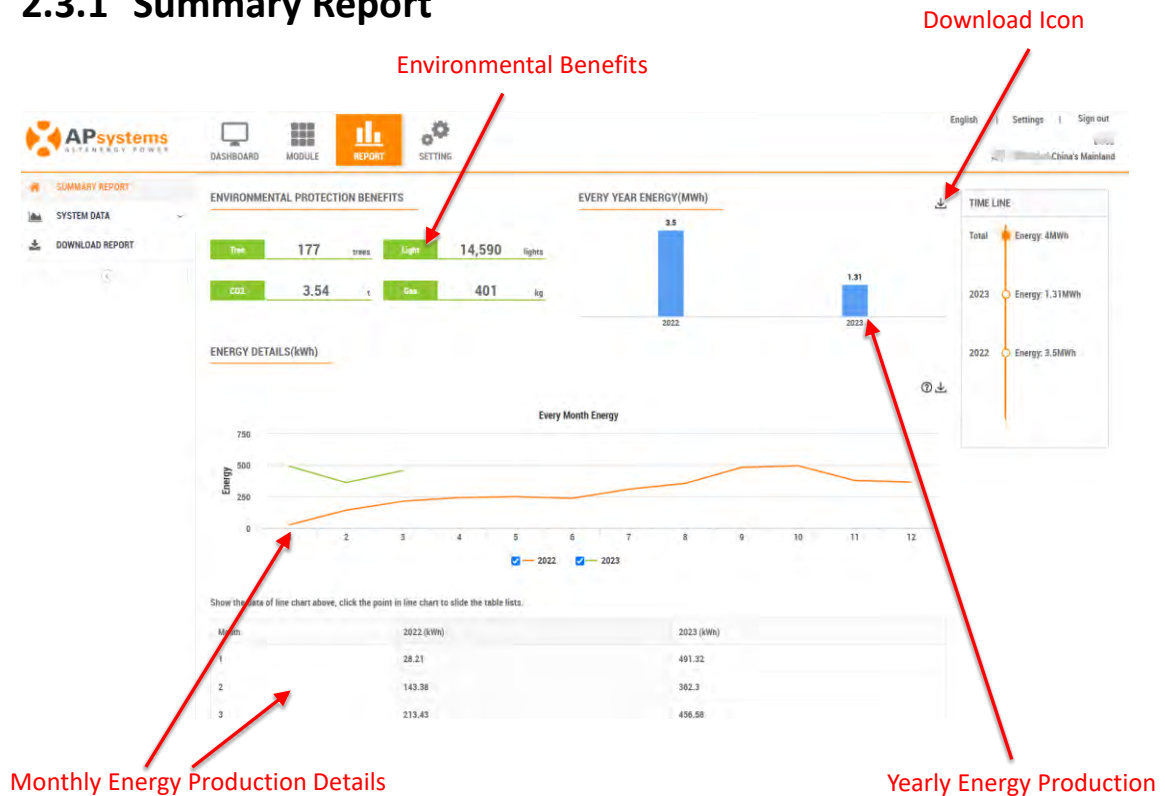 2.3.1 Summary Report
Download Icon
Environmental Benefits
APsystems
ALTENERGY POWER
DASHBOARD
MODULE
REPORT
SETTING
English | Settings | Sign out
China's Mainland
SUMMARY REPORT
SYSTEM DATA
DOWNLOAD REPORT
ENVIRONMENTAL PROTECTION BENEFITS
Tree 177 trees Light 14,590 lights
CO2 3.54 t Gas 401 kg
EVERY YEAR ENERGY(MWh)
3.5
1.31
2022 2023
TIME LINE
Total Energy: 4MWh
2023 Energy: 1.31MWh
2022 Energy: 3.5MWh
ENERGY DETAILS(kWh)
Every Month Energy
Energy
750
500
250
0
2 3 4 5 6 7 8 9 10 11 12
2022 2023
Show the data of line chart above, click the point in line chart to slide the table lists.
Month 2022 (kWh) 2023 (kWh)
1 28.21 491.32
2 143.38 362.3
3 213.43 456.58
Monthly Energy Production Details
Yearly Energy Production